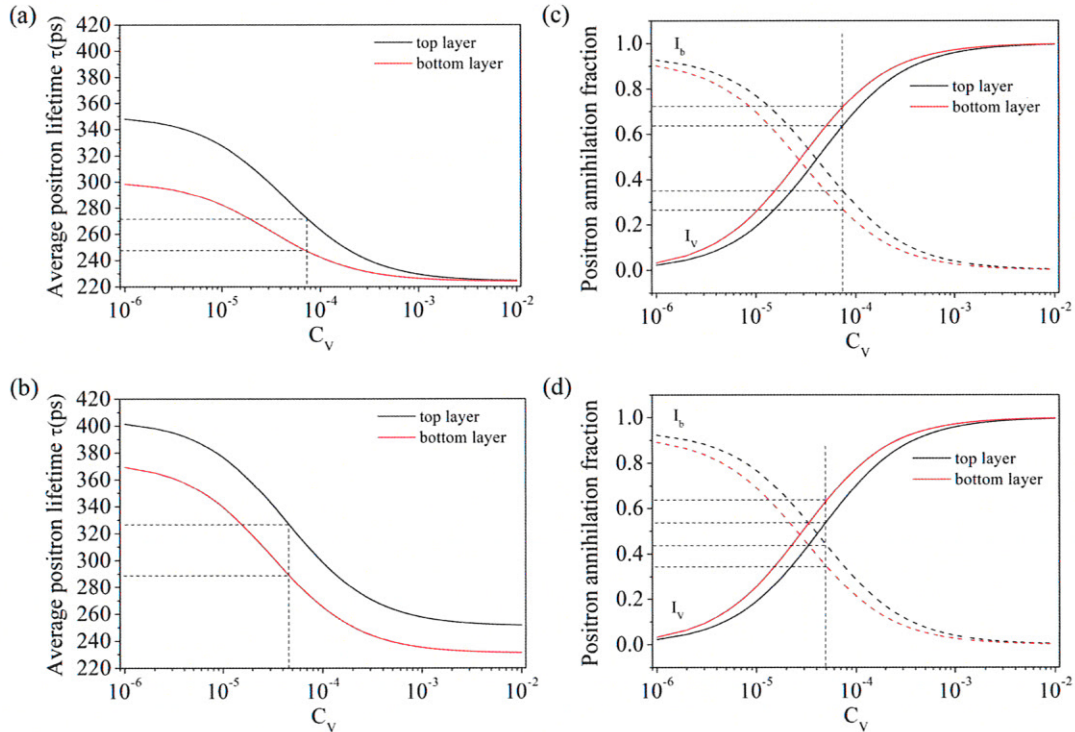 (a)
420
400
380
360
340
320
300
280
260
240
220
Average positron lifetime τ(ps)
top layer
bottom layer
10⁻⁶ 10⁻⁵ 10⁻⁴ 10⁻³ 10⁻²
C_V
(c)
1.0
0.8
0.6
0.4
0.2
0.0
Positron annihilation fraction
I_b
top layer
bottom layer
I_V
10⁻⁶ 10⁻⁵ 10⁻⁴ 10⁻³ 10⁻²
C_V
(b)
420
400
380
360
340
320
300
280
260
240
220
Average positron lifetime τ(ps)
top layer
bottom layer
10⁻⁶ 10⁻⁵ 10⁻⁴ 10⁻³ 10⁻²
C_V
(d)
1.0
0.8
0.6
0.4
0.2
0.0
Positron annihilation fraction
I_b
top layer
bottom layer
I_V
10⁻⁶ 10⁻⁵ 10⁻⁴ 10⁻³ 10⁻²
C_V